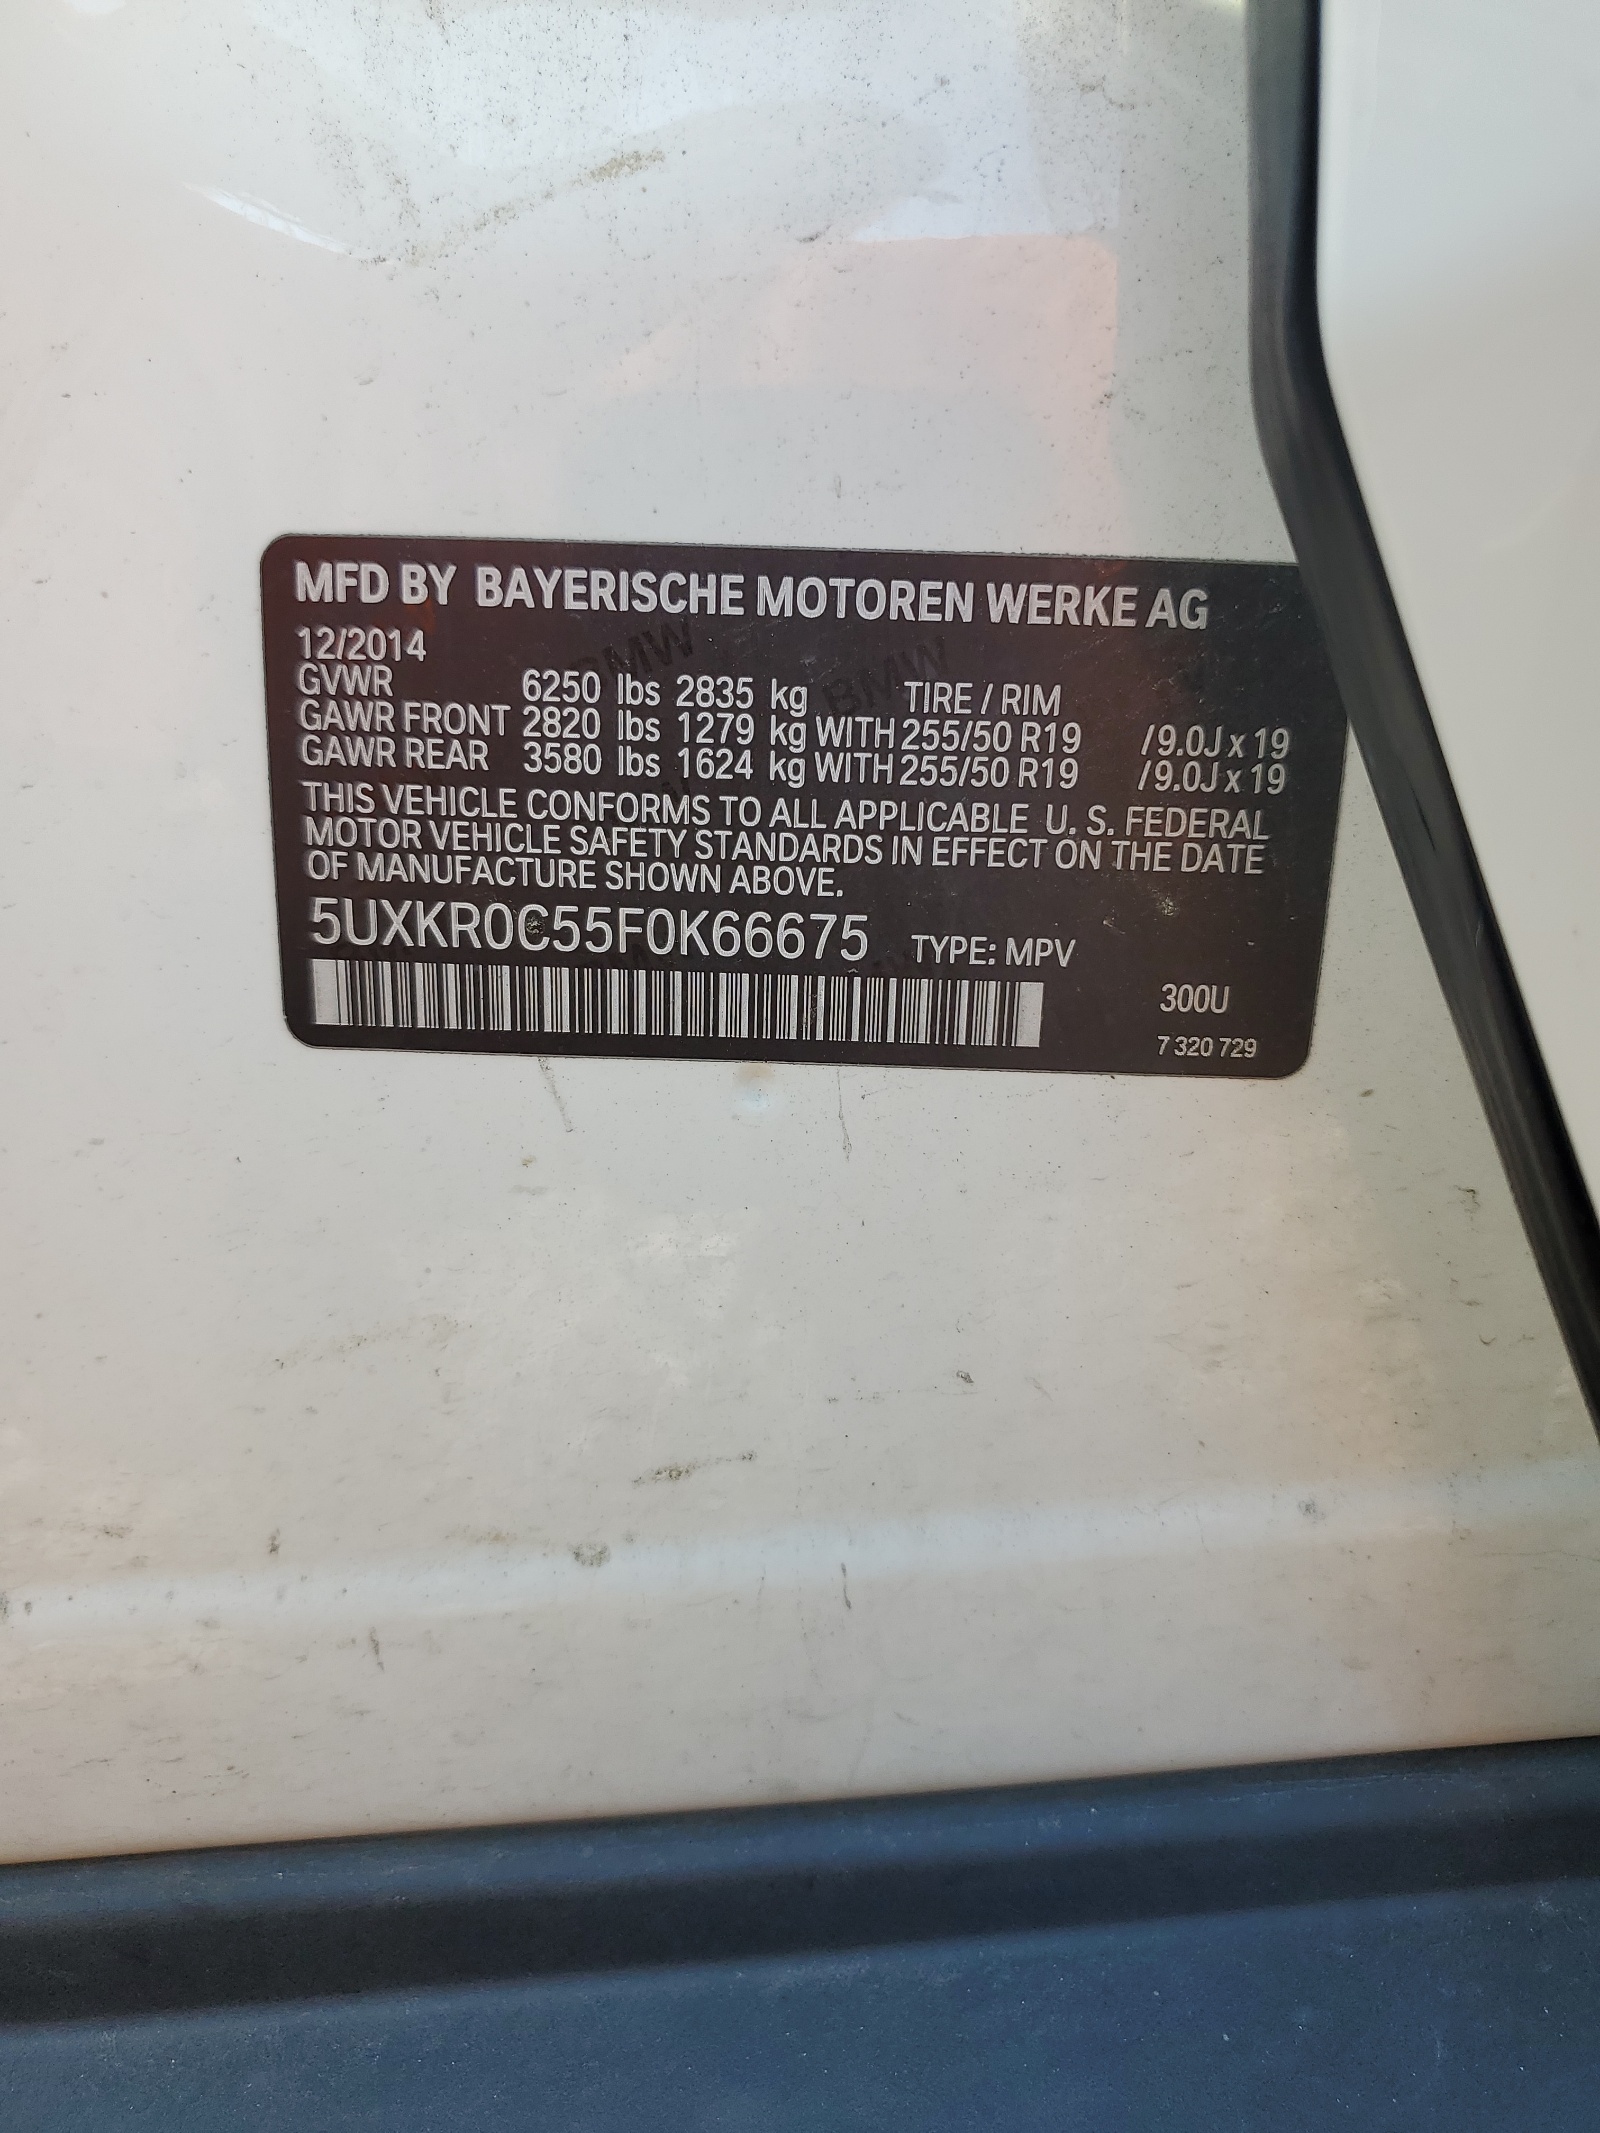 MFD BY BAYERISCHE MOTOREN WERKE AG
12/2014
GVWR 6250 lbs 2835 kg TIRE / RIM
GAWR FRONT 2820 lbs 1279 kg WITH 255/50 R19 / 9.0J x 19
GAWR REAR 3580 lbs 1624 kg WITH 255/50 R19 / 9.0J x 19
THIS VEHICLE CONFORMS TO ALL APPLICABLE U. S. FEDERAL
MOTOR VEHICLE SAFETY STANDARDS IN EFFECT ON THE DATE
OF MANUFACTURE SHOWN ABOVE.
5UXKR0C55F0K66675 TYPE: MPV
300U
7 320 729
BMW
BMW